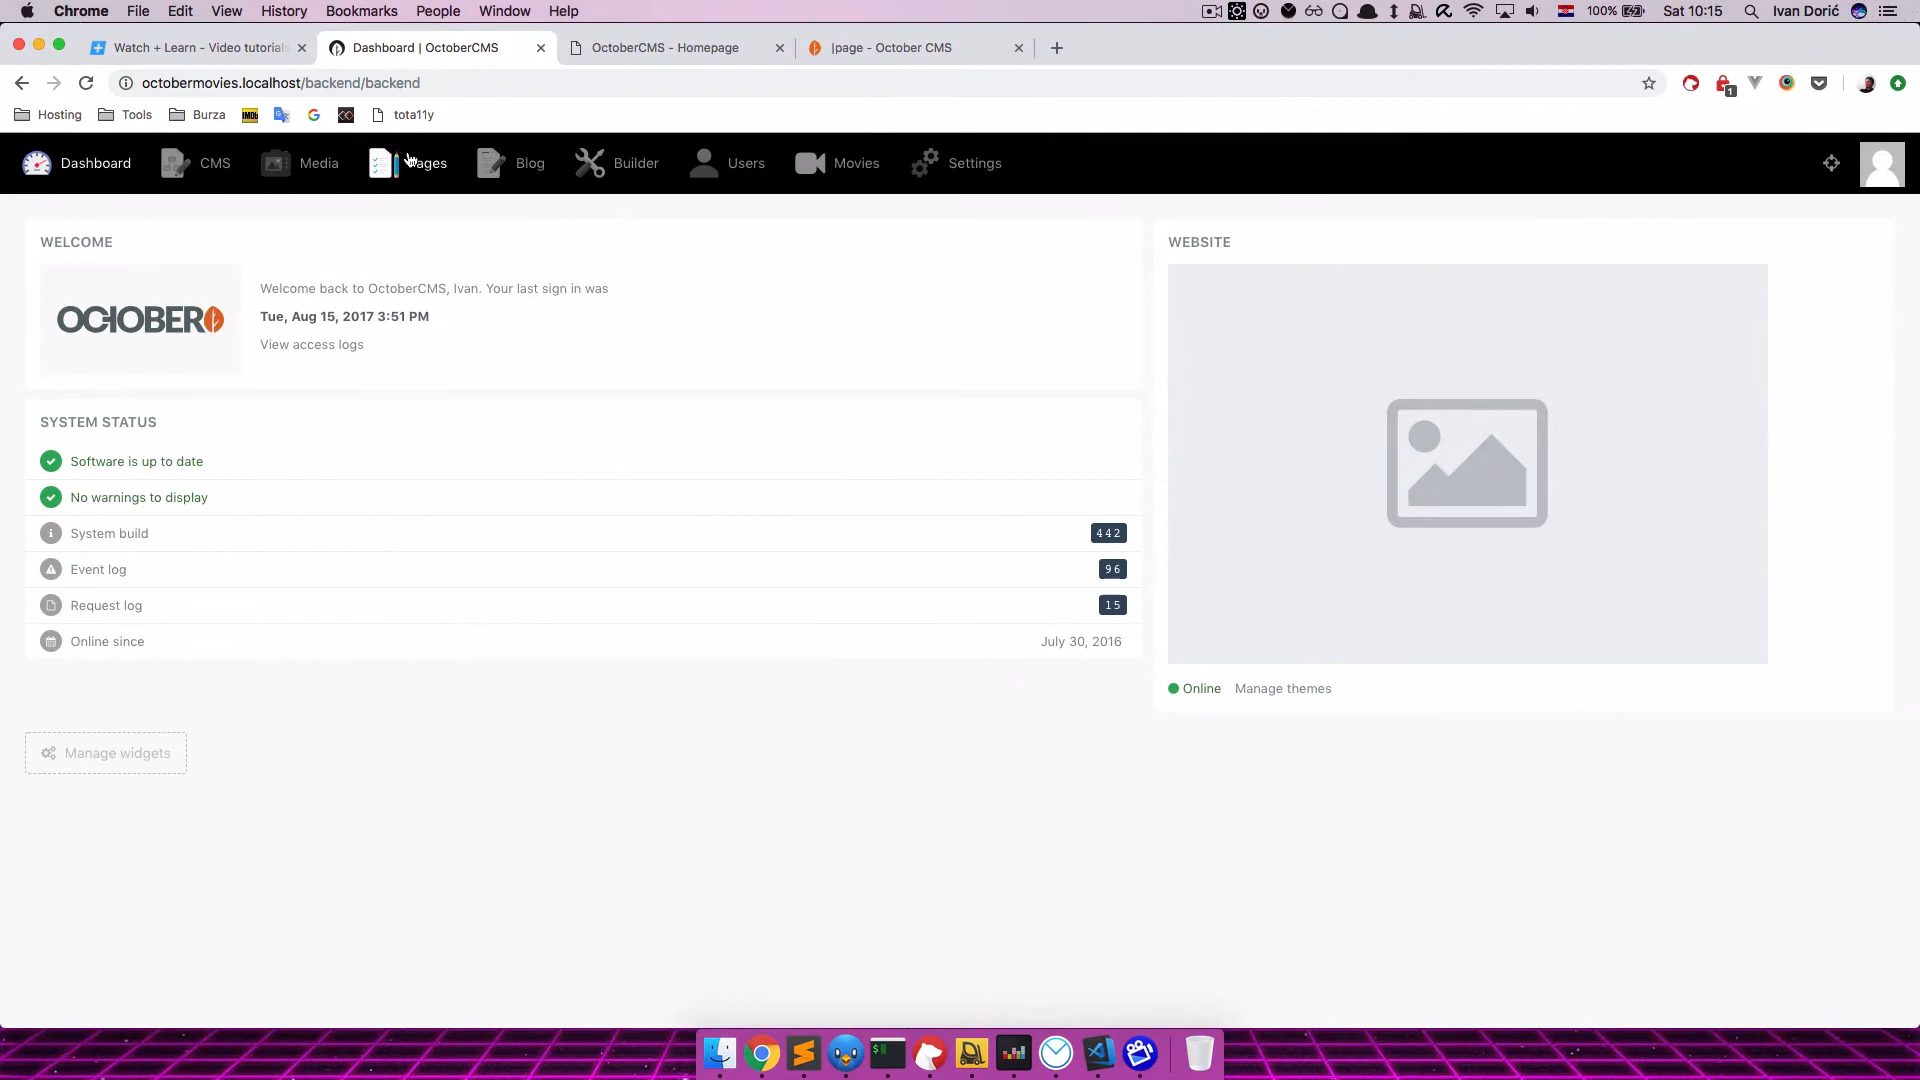 Chrome File Edit View History Bookmarks People Window Help 100% Sat 10:15 Ivan Dorić
Watch + Learn - Video tutorials
Dashboard | OctoberCMS
OctoberCMS - Homepage
|page - October CMS
octobermovies.localhost/backend/backend
1
Hosting Tools Burza IMDb G tota11y
Dashboard CMS Media Pages Blog Builder Users Movies Settings
WELCOME
OCTOBER
Welcome back to OctoberCMS, Ivan. Your last sign in was
Tue, Aug 15, 2017 3:51 PM
View access logs
SYSTEM STATUS
Software is up to date
No warnings to display
System build 442
Event log 96
Request log 15
Online since July 30, 2016
Manage widgets
WEBSITE
Online Manage themes